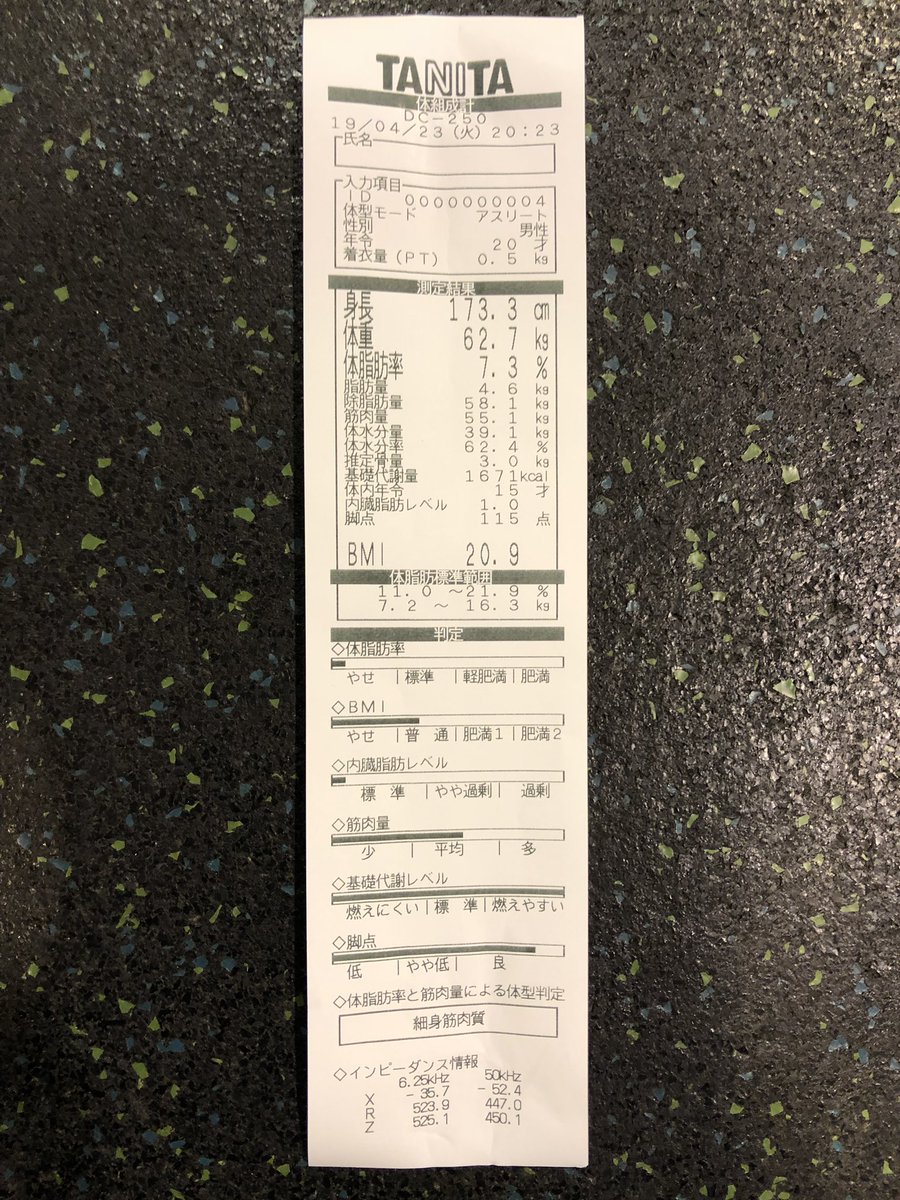 TANITA
体組成計
DC-250
19/04/23(火)20:23
氏名
入力項目
ID 0000000004
体型モード アスリート
性別 男性
年令 20 才
着衣量(PT) 0.5 kg
測定結果
身長 173.3 cm
体重 62.7 kg
体脂肪率 7.3 %
脂肪量 4.6 kg
除脂肪量 58.1 kg
筋肉量 55.1 kg
体水分量 39.1 kg
体水分率 62.4 %
推定骨量 3.0 kg
基礎代謝量 1671kcal
体内年令 15 才
内臓脂肪レベル 1.0
脚点 115 点
BMI 20.9
体脂肪標準範囲
11.0 ~21.9 %
7.2 ~ 16.3 kg
判定
◇体脂肪率
やせ |標準 |軽肥満|肥満
◇BMI
やせ |普 通|肥満1|肥満2
◇内臓脂肪レベル
標 準 |やや過剰| 過剰
◇筋肉量
少 | 平均 | 多
◇基礎代謝レベル
燃えにくい|標 準|燃えやすい
◇脚点
低 |やや低| 良
◇体脂肪率と筋肉量による体型判定
細身筋肉質
◇インピーダンス情報
6.25kHz 50kHz
X -35.7 -52.4
R 523.9 447.0
Z 525.1 450.1